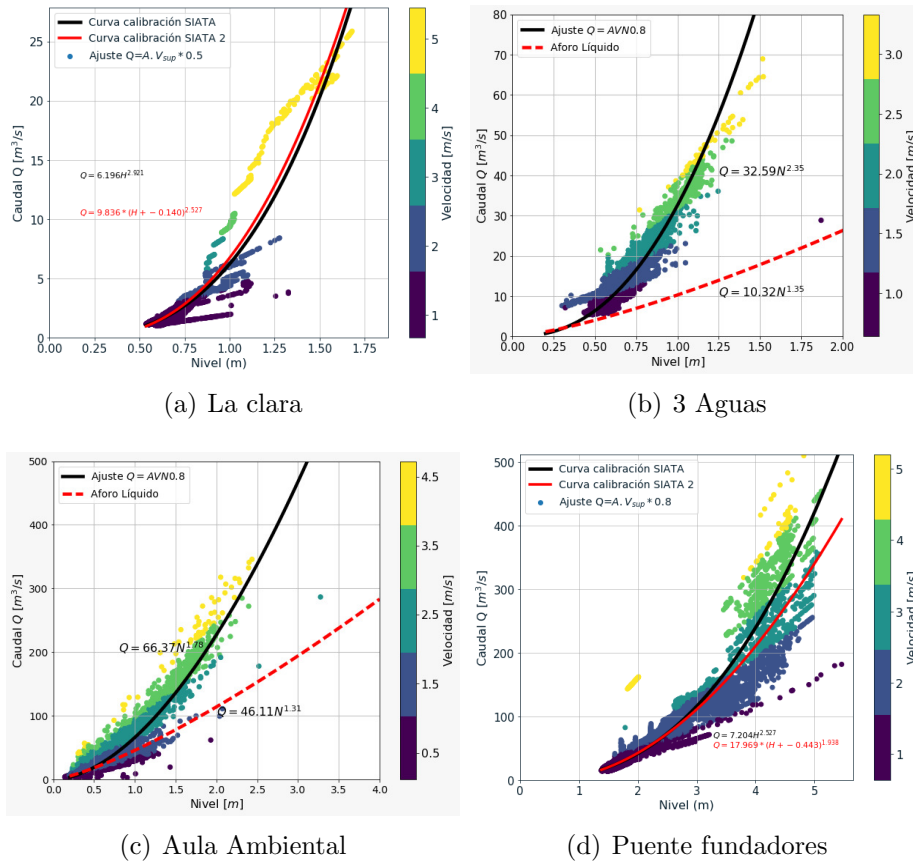 Curva calibración SIATA
Curva calibración SIATA 2
Ajuste Q=A.V_sup*0.5
Q = 6.196H^2.921
Q = 9.836 * (H + −0.140)^2.527
Caudal Q [m^3/s]
0
5
10
15
20
25
0.00 0.25 0.50 0.75 1.00 1.25 1.50 1.75
Nivel (m)
5
4
3
2
1
Velocidad [m/s]
(a) La clara
Ajuste Q = AVN0.8
Aforo Líquido
Q = 32.59N^2.35
Q = 10.32N^1.35
Caudal Q [m^3/s]
80
70
60
50
40
30
20
10
0
0.00 0.25 0.50 0.75 1.00 1.25 1.50 1.75 2.00
Nivel [m]
3.0
2.5
2.0
1.5
1.0
Velocidad [m/s]
(b) 3 Aguas
Ajuste Q = AVN0.8
Aforo Líquido
Q = 66.37N^1.78
Q = 46.11N^1.31
Caudal Q [m^3/s]
500
400
300
200
100
0
0.0 0.5 1.0 1.5 2.0 2.5 3.0 3.5 4.0
Nivel [m]
4.5
3.5
2.5
1.5
0.5
Velocidad [m/s]
(c) Aula Ambiental
Curva calibración SIATA
Curva calibración SIATA 2
Ajuste Q=A.V_sup*0.8
Q = 7.204H^2.527
Q = 17.969 * (H + −0.443)^1.938
Caudal Q [m^3/s]
500
400
300
200
100
0
0 1 2 3 4 5
Nivel (m)
5
4
3
2
1
Velocidad [m/s]
(d) Puente fundadores